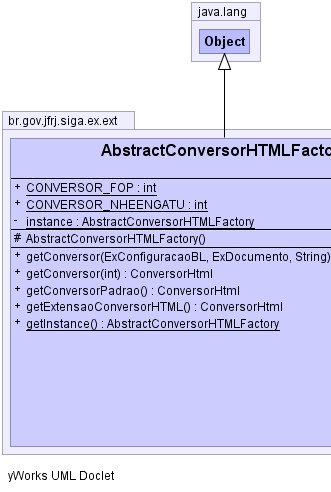 java.lang
Object
br.gov.jfrj.siga.ex.ext
AbstractConversorHTMLFacto
+ CONVERSOR_FOP : int
+ CONVERSOR_NHEENGATU : int
- instance : AbstractConversorHTMLFactory
# AbstractConversorHTMLFactory()
+ getConversor(ExConfiguracaoBL, ExDocumento, String)
+ getConversor(int) : ConversorHtml
+ getConversorPadrao() : ConversorHtml
+ getExtensaoConversorHTML() : ConversorHtml
+ getInstance() : AbstractConversorHTMLFactory
yWorks UML Doclet